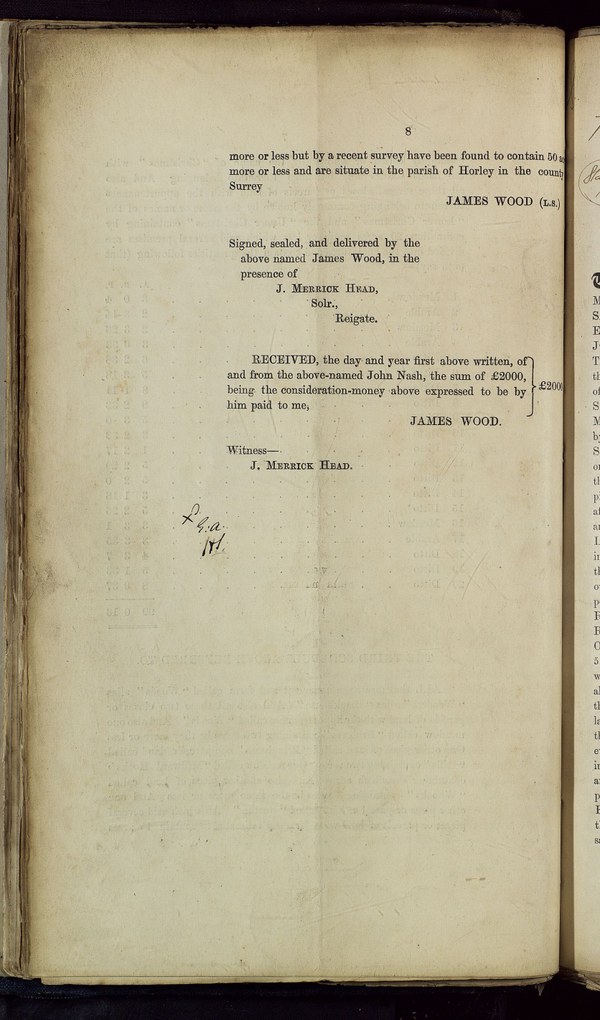 8
more or less but by a recent survey have been found to contain 50
more or less and are situate in the parish of Horley in the county
Surrey
JAMES WOOD (L.S.)
Signed, sealed, and delivered by the
above named James Wood, in the
presence of
J. MERRICK HEAD,
Solr.,
Reigate.
RECEIVED, the day and year first above written, of
and from the above-named John Nash, the sum of £2000,
being the consideration-money above expressed to be by
him paid to me,
£2000
JAMES WOOD.
Witness—
J. MERRICK HEAD.